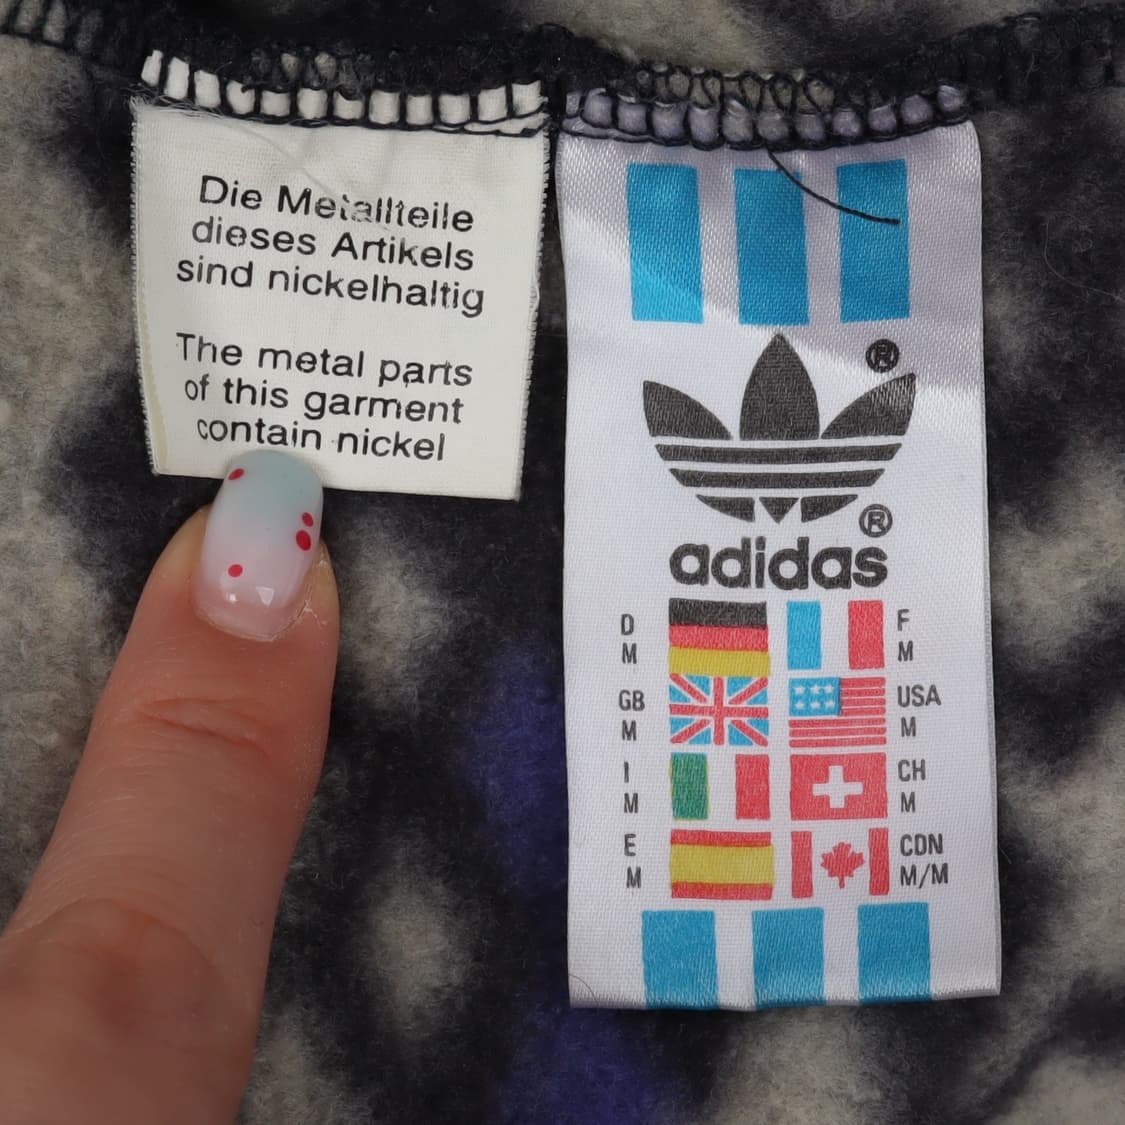 Die Metallteile
dieses Artikels
sind nickelhaltig
The metal parts
of this garment
contain nickel
®
®
adidas
D F
M M
GB USA
M M
I CH
M M
E CDN
M M/M